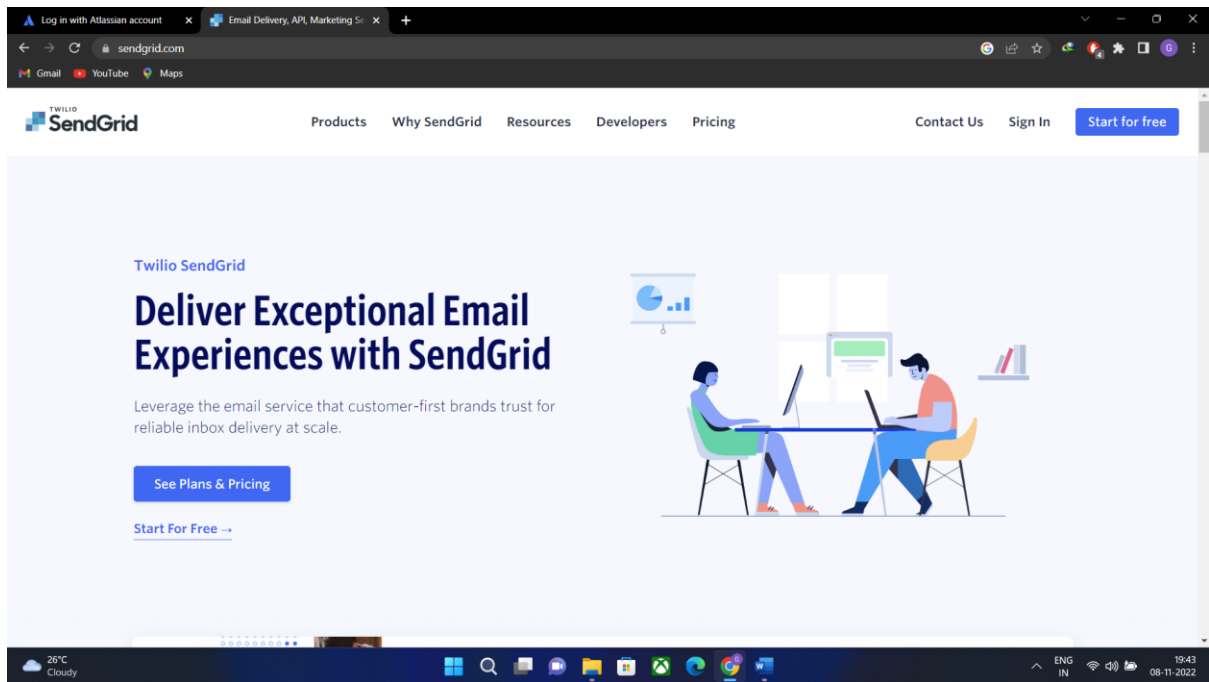 Log in with Atlassian account
Email Delivery, API, Marketing Se
sendgrid.com
G
4
Gmail YouTube Maps
TWILIO
SendGrid
Products Why SendGrid Resources Developers Pricing Contact Us Sign In Start for free
Twilio SendGrid
Deliver Exceptional Email
Experiences with SendGrid
Leverage the email service that customer-first brands trust for
reliable inbox delivery at scale.
See Plans & Pricing
Start For Free →
26°C
Cloudy
ENG
IN
19:43
08-11-2022